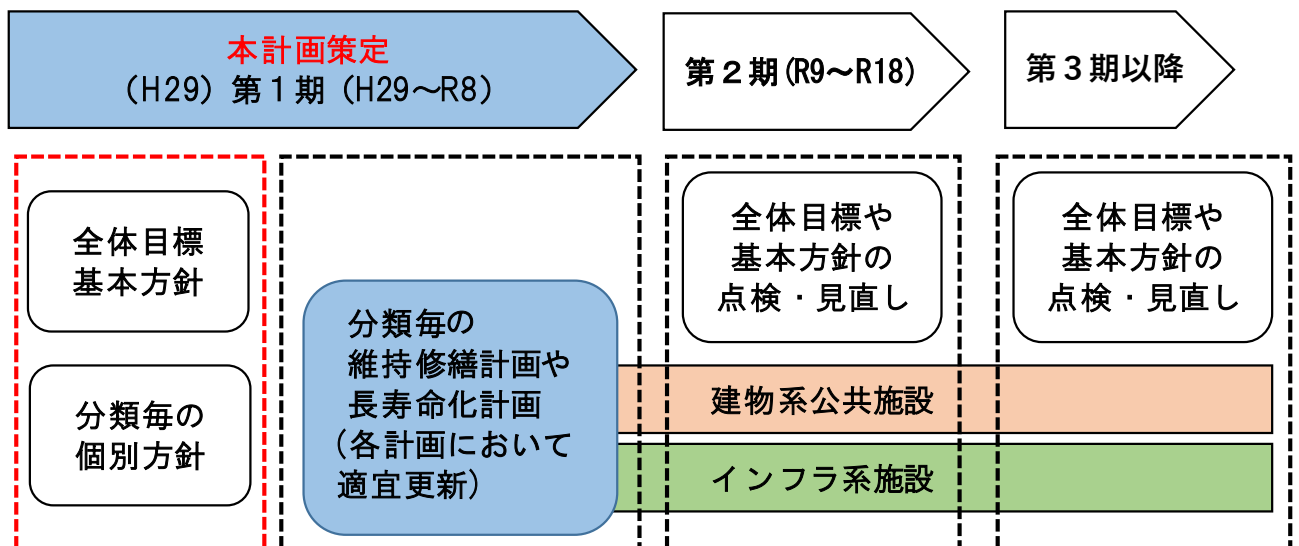 本計画策定
（H29）第１期（H29～R8）
第２期(R9～R18)
第３期以降
全体目標
基本方針
分類毎の
個別方針
分類毎の
維持修繕計画や
長寿命化計画
(各計画において
適宜更新)
全体目標や
基本方針の
点検・見直し
全体目標や
基本方針の
点検・見直し
建物系公共施設
インフラ系施設